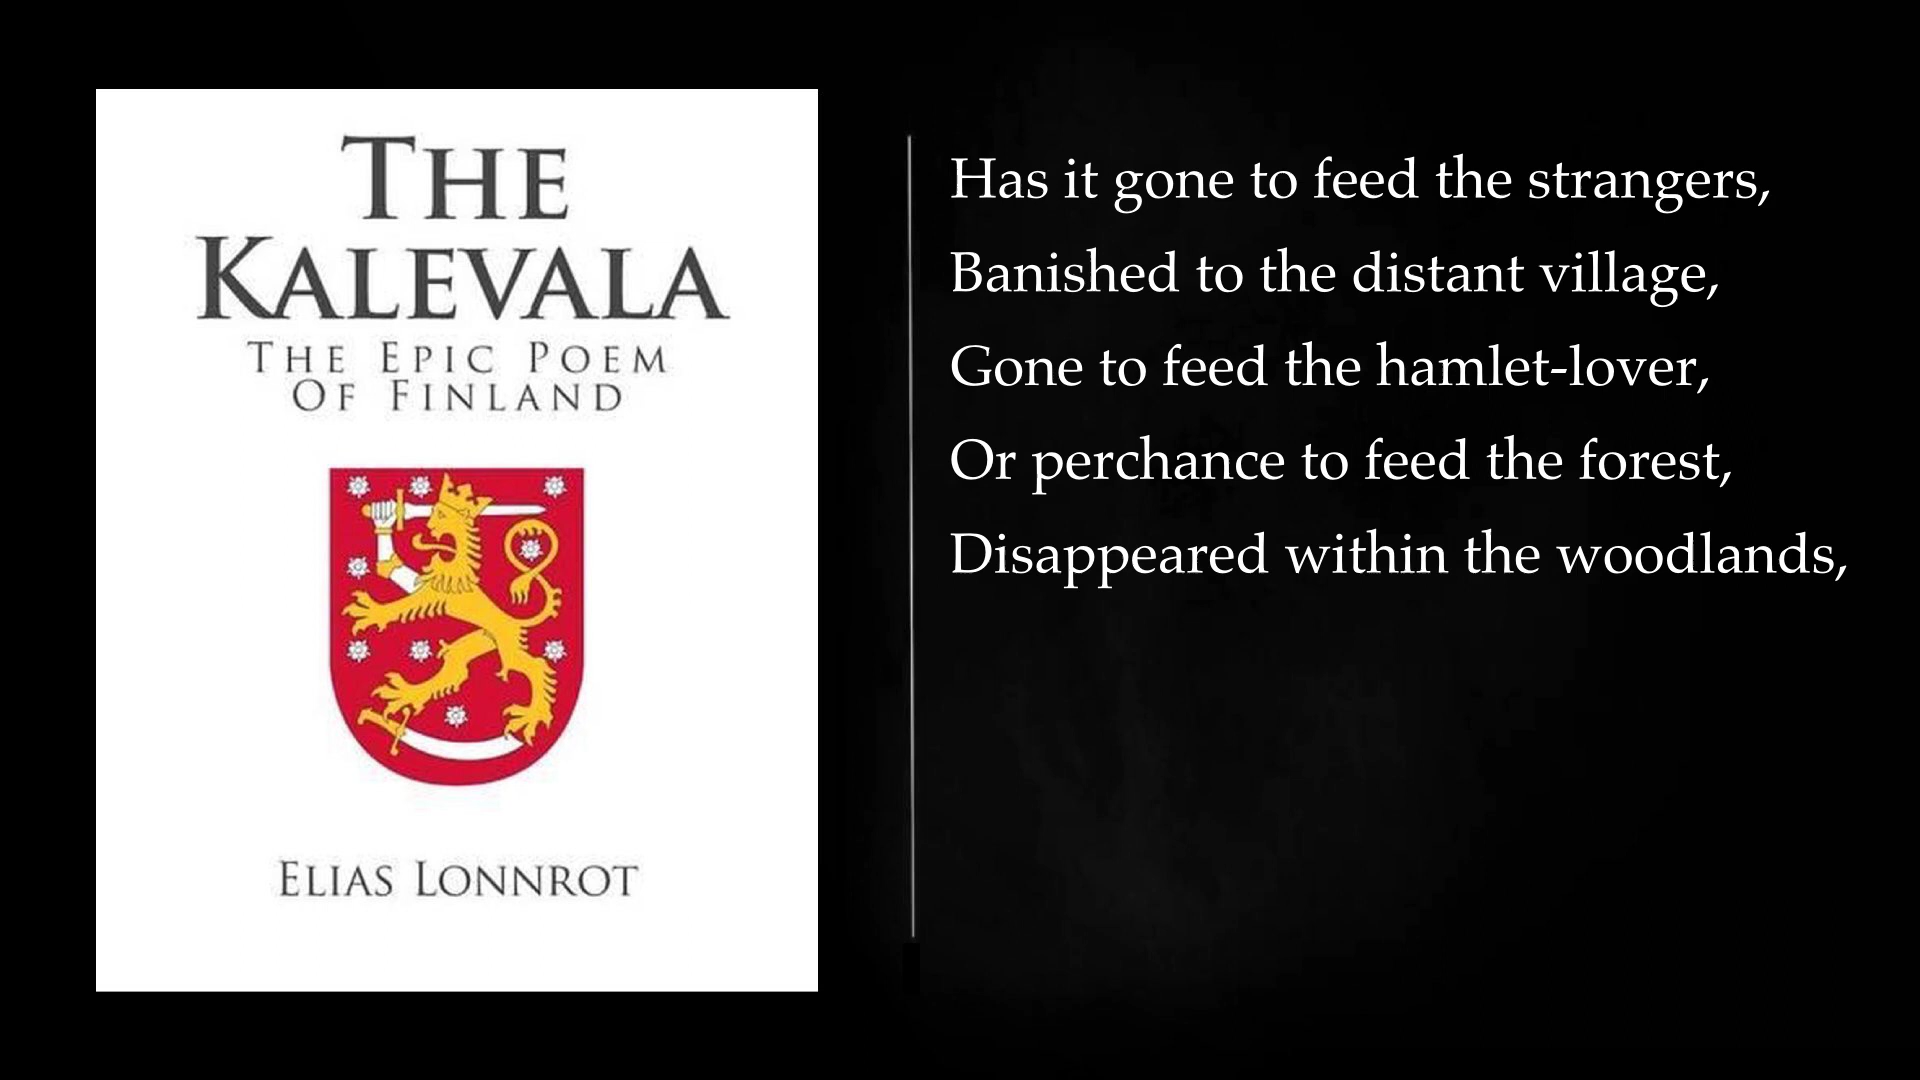 THE
KALEVALA
THE EPIC POEM
OF FINLAND
ELIAS LONNROT
Has it gone to feed the strangers,
Banished to the distant village,
Gone to feed the hamlet-lover,
Or perchance to feed the forest,
Disappeared within the woodlands,